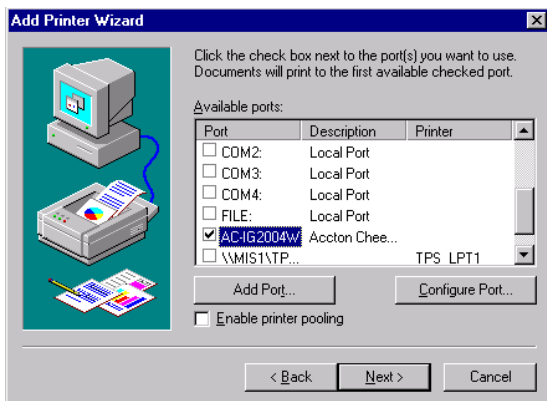 Add Printer Wizard
Click the check box next to the port(s) you want to use.
Documents will print to the first available checked port.
Available ports:
Port Description Printer
COM2: Local Port
COM3: Local Port
COM4: Local Port
FILE: Local Port
AC-IG2004W Accton Chee...
\\MIS1\TP... TPS LPT1
Add Port... Configure Port...
Enable printer pooling
< Back Next > Cancel